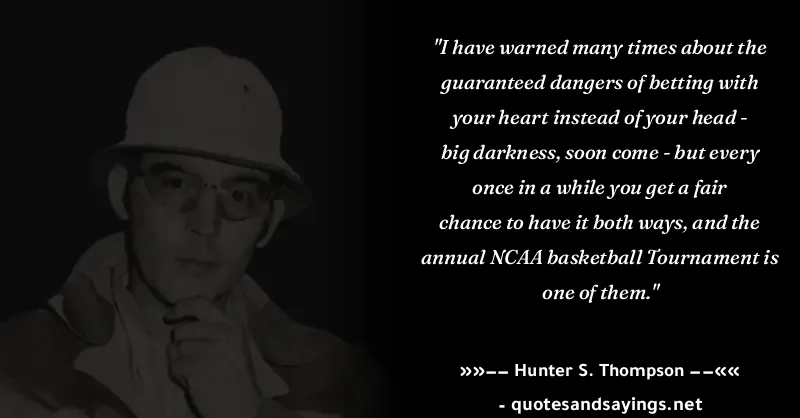 "I have warned many times about the
guaranteed dangers of betting with
your heart instead of your head -
big darkness, soon come - but every
once in a while you get a fair
chance to have it both ways, and the
annual NCAA basketball Tournament is
one of them."
»»−− Hunter S. Thompson −−««
- quotesandsayings.net